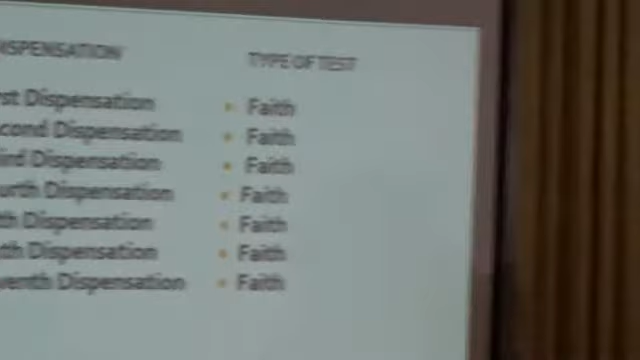 ISPENSATION TYPE OF TEST
st Dispensation • Faith
cond Dispensation • Faith
ird Dispensation • Faith
urth Dispensation • Faith
th Dispensation • Faith
th Dispensation • Faith
venth Dispensation • Faith